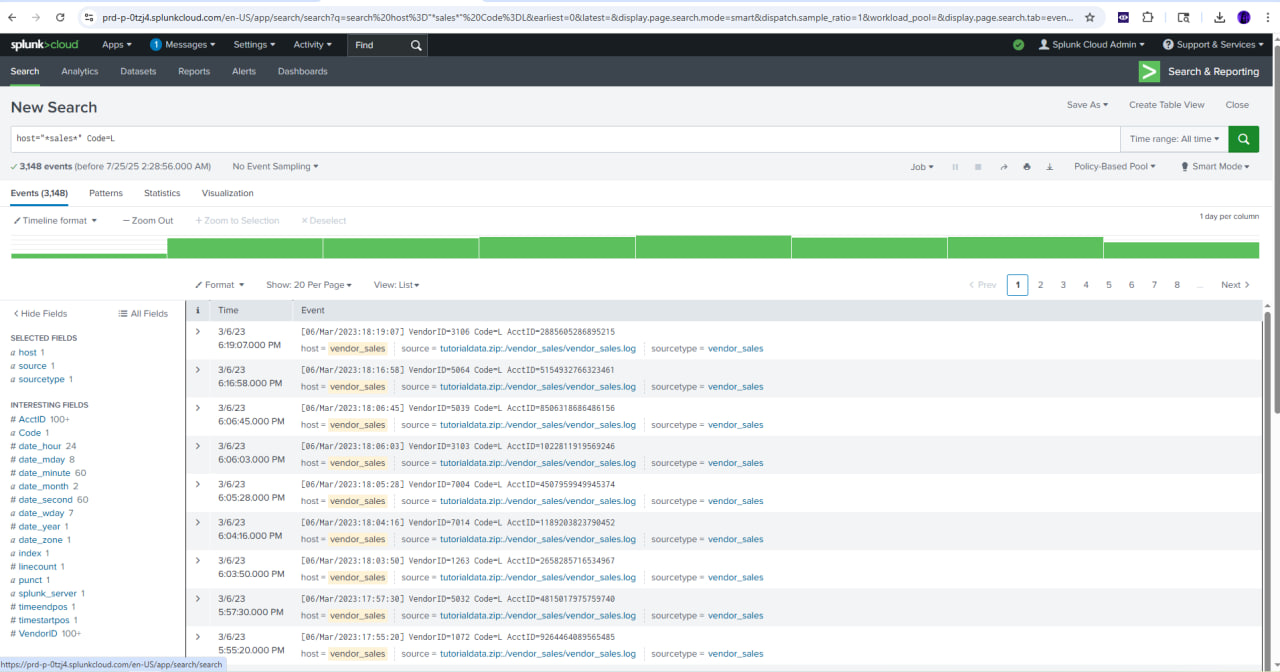 prd-p-0tzj4.splunkcloud.com/en-US/app/search/search?q=search%20host%3D"*sales*"%20Code%3DL&earliest=0&latest=&display.page.search.mode=smart&dispatch.sample_ratio=1&workload_pool=&display.page.search.tab=even...
splunk>cloud Apps 1 Messages Settings Activity Find Splunk Cloud Admin ? Support & Services
Search Analytics Datasets Reports Alerts Dashboards > Search & Reporting
New Search Save As Create Table View Close
host="*sales*" Code=L Time range: All time
✓ 3,148 events (before 7/25/25 2:28:56.000 AM) No Event Sampling Job Policy-Based Pool Smart Mode
Events (3,148) Patterns Statistics Visualization
Timeline format — Zoom Out + Zoom to Selection × Deselect 1 day per column
Format Show: 20 Per Page View: List < Prev 1 2 3 4 5 6 7 8 ... Next >
< Hide Fields All Fields
SELECTED FIELDS
a host 1
a source 1
a sourcetype 1
INTERESTING FIELDS
# AcctID 100+
a Code 1
# date_hour 24
# date_mday 8
# date_minute 60
a date_month 2
# date_second 60
a date_wday 7
# date_year 1
a date_zone 1
a index 1
# linecount 1
a punct 1
a splunk_server 1
# timeendpos 1
# timestartpos 1
# VendorID 100+
i Time Event
> 3/6/23 [06/Mar/2023:18:19:07] VendorID=3106 Code=L AcctID=2885605286895215
6:19:07.000 PM host = vendor_sales source = tutorialdata.zip:./vendor_sales/vendor_sales.log sourcetype = vendor_sales
> 3/6/23 [06/Mar/2023:18:16:58] VendorID=5064 Code=L AcctID=5154932766323461
6:16:58.000 PM host = vendor_sales source = tutorialdata.zip:./vendor_sales/vendor_sales.log sourcetype = vendor_sales
> 3/6/23 [06/Mar/2023:18:06:45] VendorID=5039 Code=L AcctID=8506318686486156
6:06:45.000 PM host = vendor_sales source = tutorialdata.zip:./vendor_sales/vendor_sales.log sourcetype = vendor_sales
> 3/6/23 [06/Mar/2023:18:06:03] VendorID=3103 Code=L AcctID=1022811919569246
6:06:03.000 PM host = vendor_sales source = tutorialdata.zip:./vendor_sales/vendor_sales.log sourcetype = vendor_sales
> 3/6/23 [06/Mar/2023:18:05:28] VendorID=7004 Code=L AcctID=4507959949945374
6:05:28.000 PM host = vendor_sales source = tutorialdata.zip:./vendor_sales/vendor_sales.log sourcetype = vendor_sales
> 3/6/23 [06/Mar/2023:18:04:16] VendorID=7014 Code=L AcctID=1189203823790452
6:04:16.000 PM host = vendor_sales source = tutorialdata.zip:./vendor_sales/vendor_sales.log sourcetype = vendor_sales
> 3/6/23 [06/Mar/2023:18:03:50] VendorID=1263 Code=L AcctID=2658285716534967
6:03:50.000 PM host = vendor_sales source = tutorialdata.zip:./vendor_sales/vendor_sales.log sourcetype = vendor_sales
> 3/6/23 [06/Mar/2023:17:57:30] VendorID=5032 Code=L AcctID=4815017975759740
5:57:30.000 PM host = vendor_sales source = tutorialdata.zip:./vendor_sales/vendor_sales.log sourcetype = vendor_sales
> 3/6/23 [06/Mar/2023:17:55:20] VendorID=1072 Code=L AcctID=9264464089565485
5:55:20.000 PM host = vendor_sales source = tutorialdata.zip:./vendor_sales/vendor_sales.log sourcetype = vendor_sales
https://prd-p-0tzj4.splunkcloud.com/en-US/app/search/search